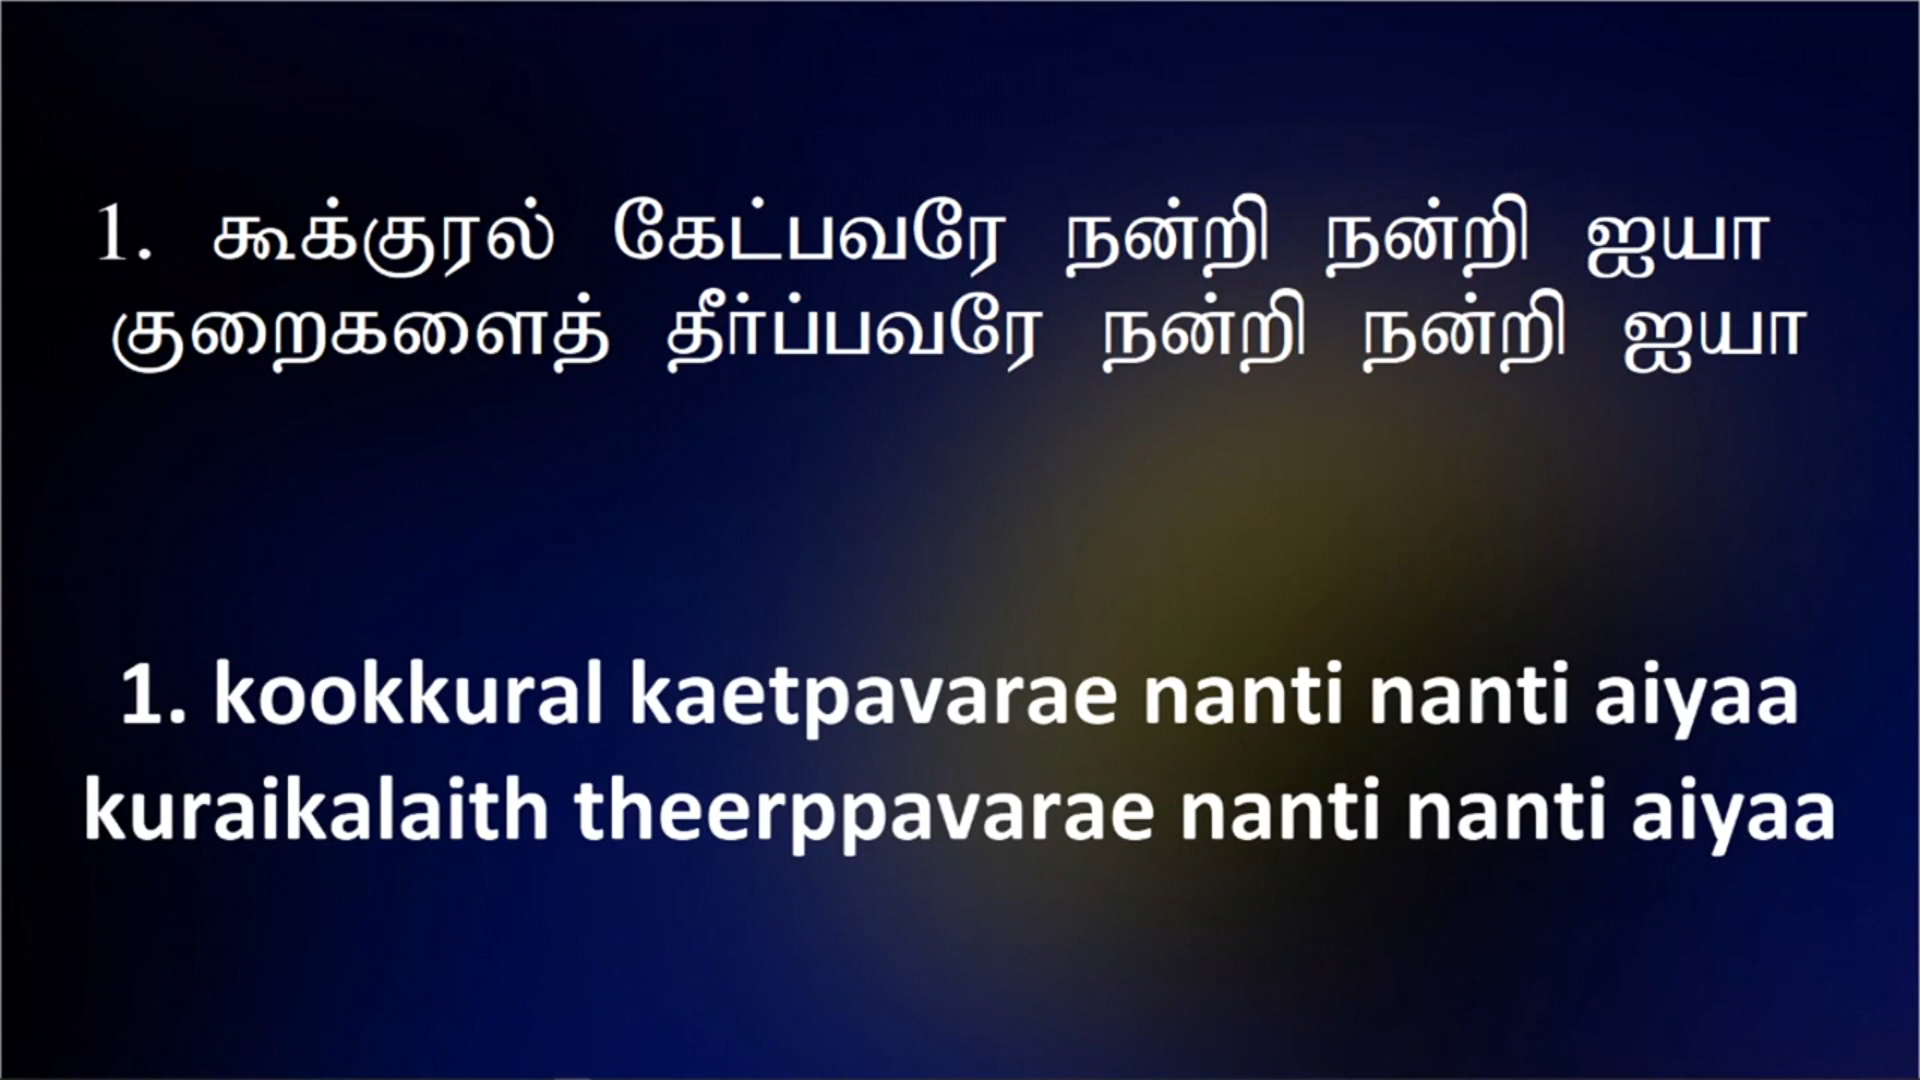 1. கூக்குரல் கேட்பவரே நன்றி நன்றி ஐயா
குறைகளைத் தீர்ப்பவரே நன்றி நன்றி ஐயா
1. kookkural kaetpavarae nanti nanti aiyaa
kuraikalaith theerppavarae nanti nanti aiyaa